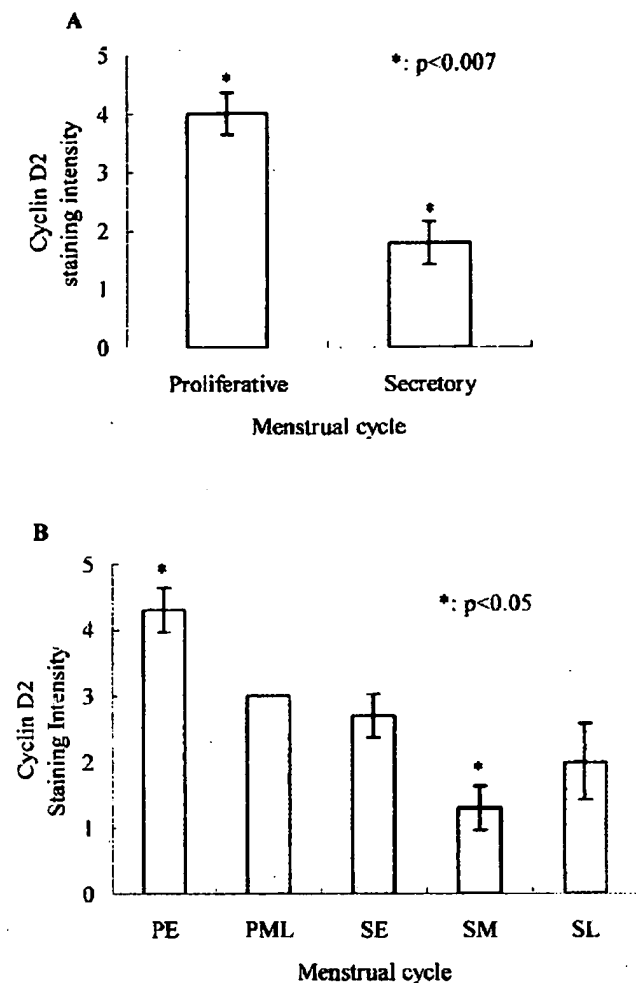 A
*: p<0.007
5
4
3
2
1
0
Cyclin D2
staining intensity
*
*
Proliferative Secretory
Menstrual cycle
B
*: p<0.05
5
4
3
2
1
0
Cyclin D2
Staining Intensity
*
*
PE PML SE SM SL
Menstrual cycle